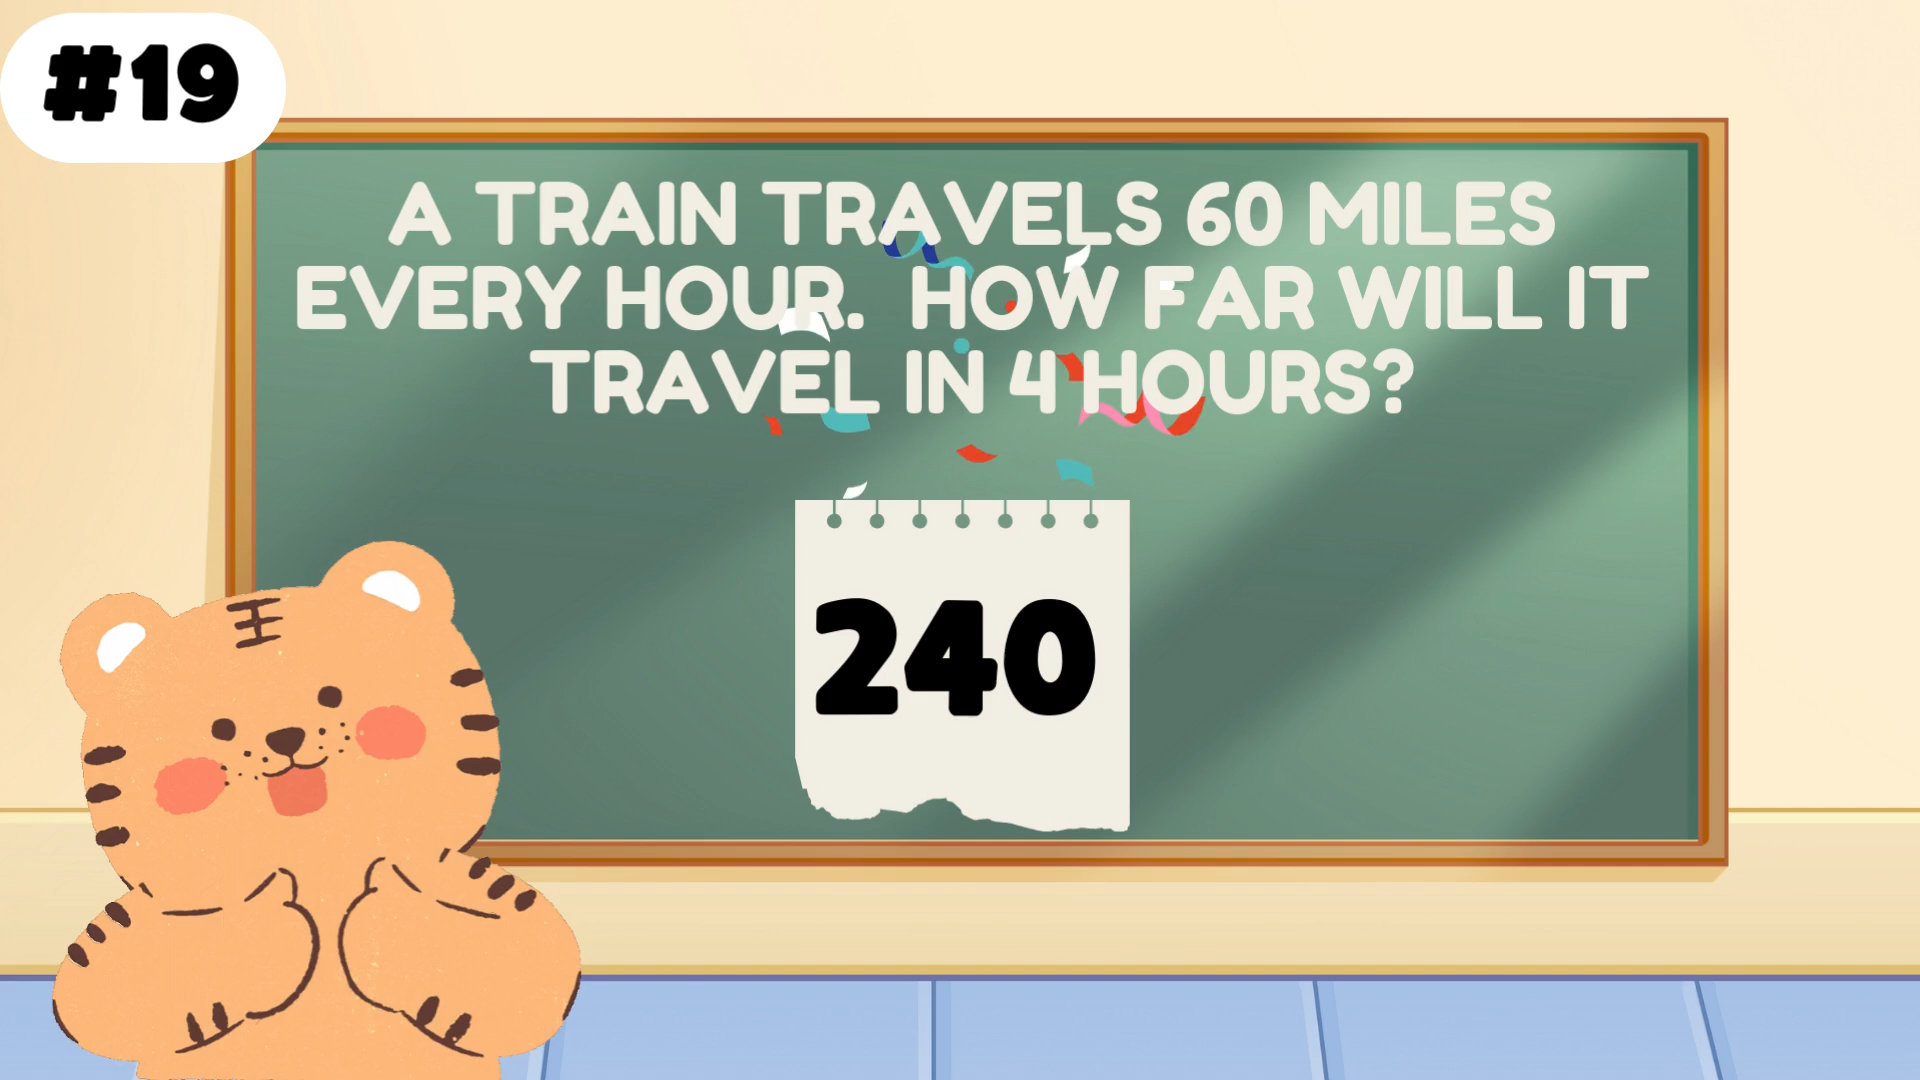 #19
A TRAIN TRAVELS 60 MILES
EVERY HOUR.  HOW FAR WILL IT
TRAVEL IN 4 HOURS?
240